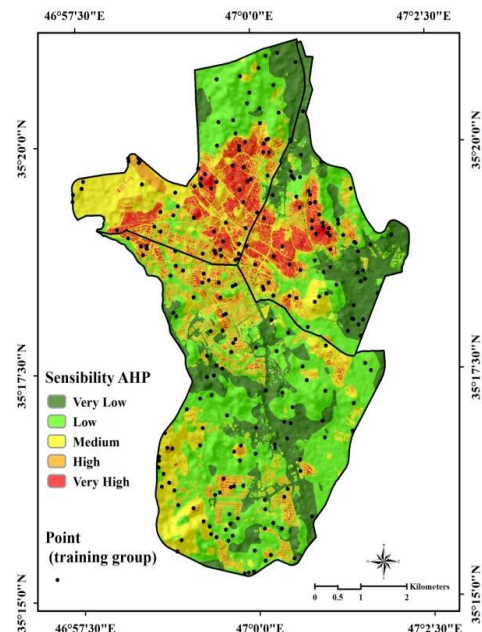 46°57'30"E 47°0'0"E 47°2'30"E
35°20'0"N 35°20'0"N
35°17'30"N 35°17'30"N
Sensibility AHP
Very Low
Low
Medium
High
Very High
Point
(training group)
Kilometers
0 0.5 1 2
35°15'0"N 35°15'0"N
46°57'30"E 47°0'0"E 47°2'30"E